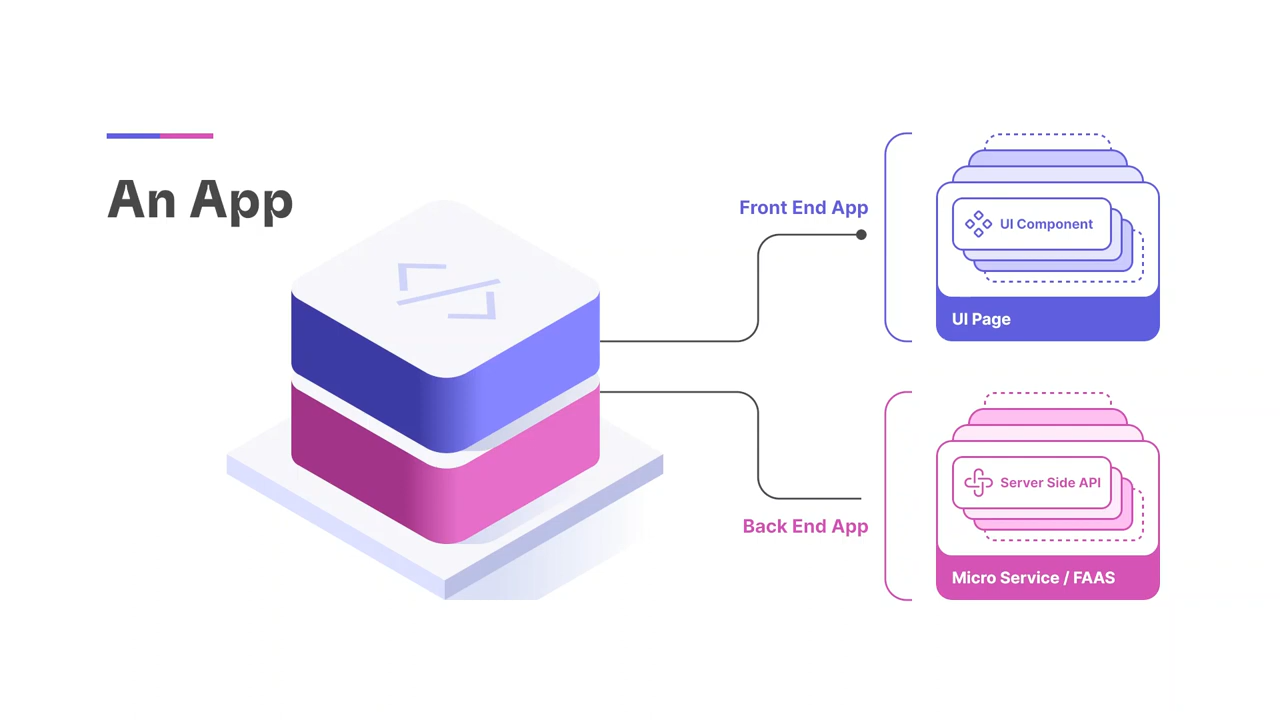 An App
Front End App
UI Component
UI Page
Server Side API
Back End App
Micro Service / FAAS